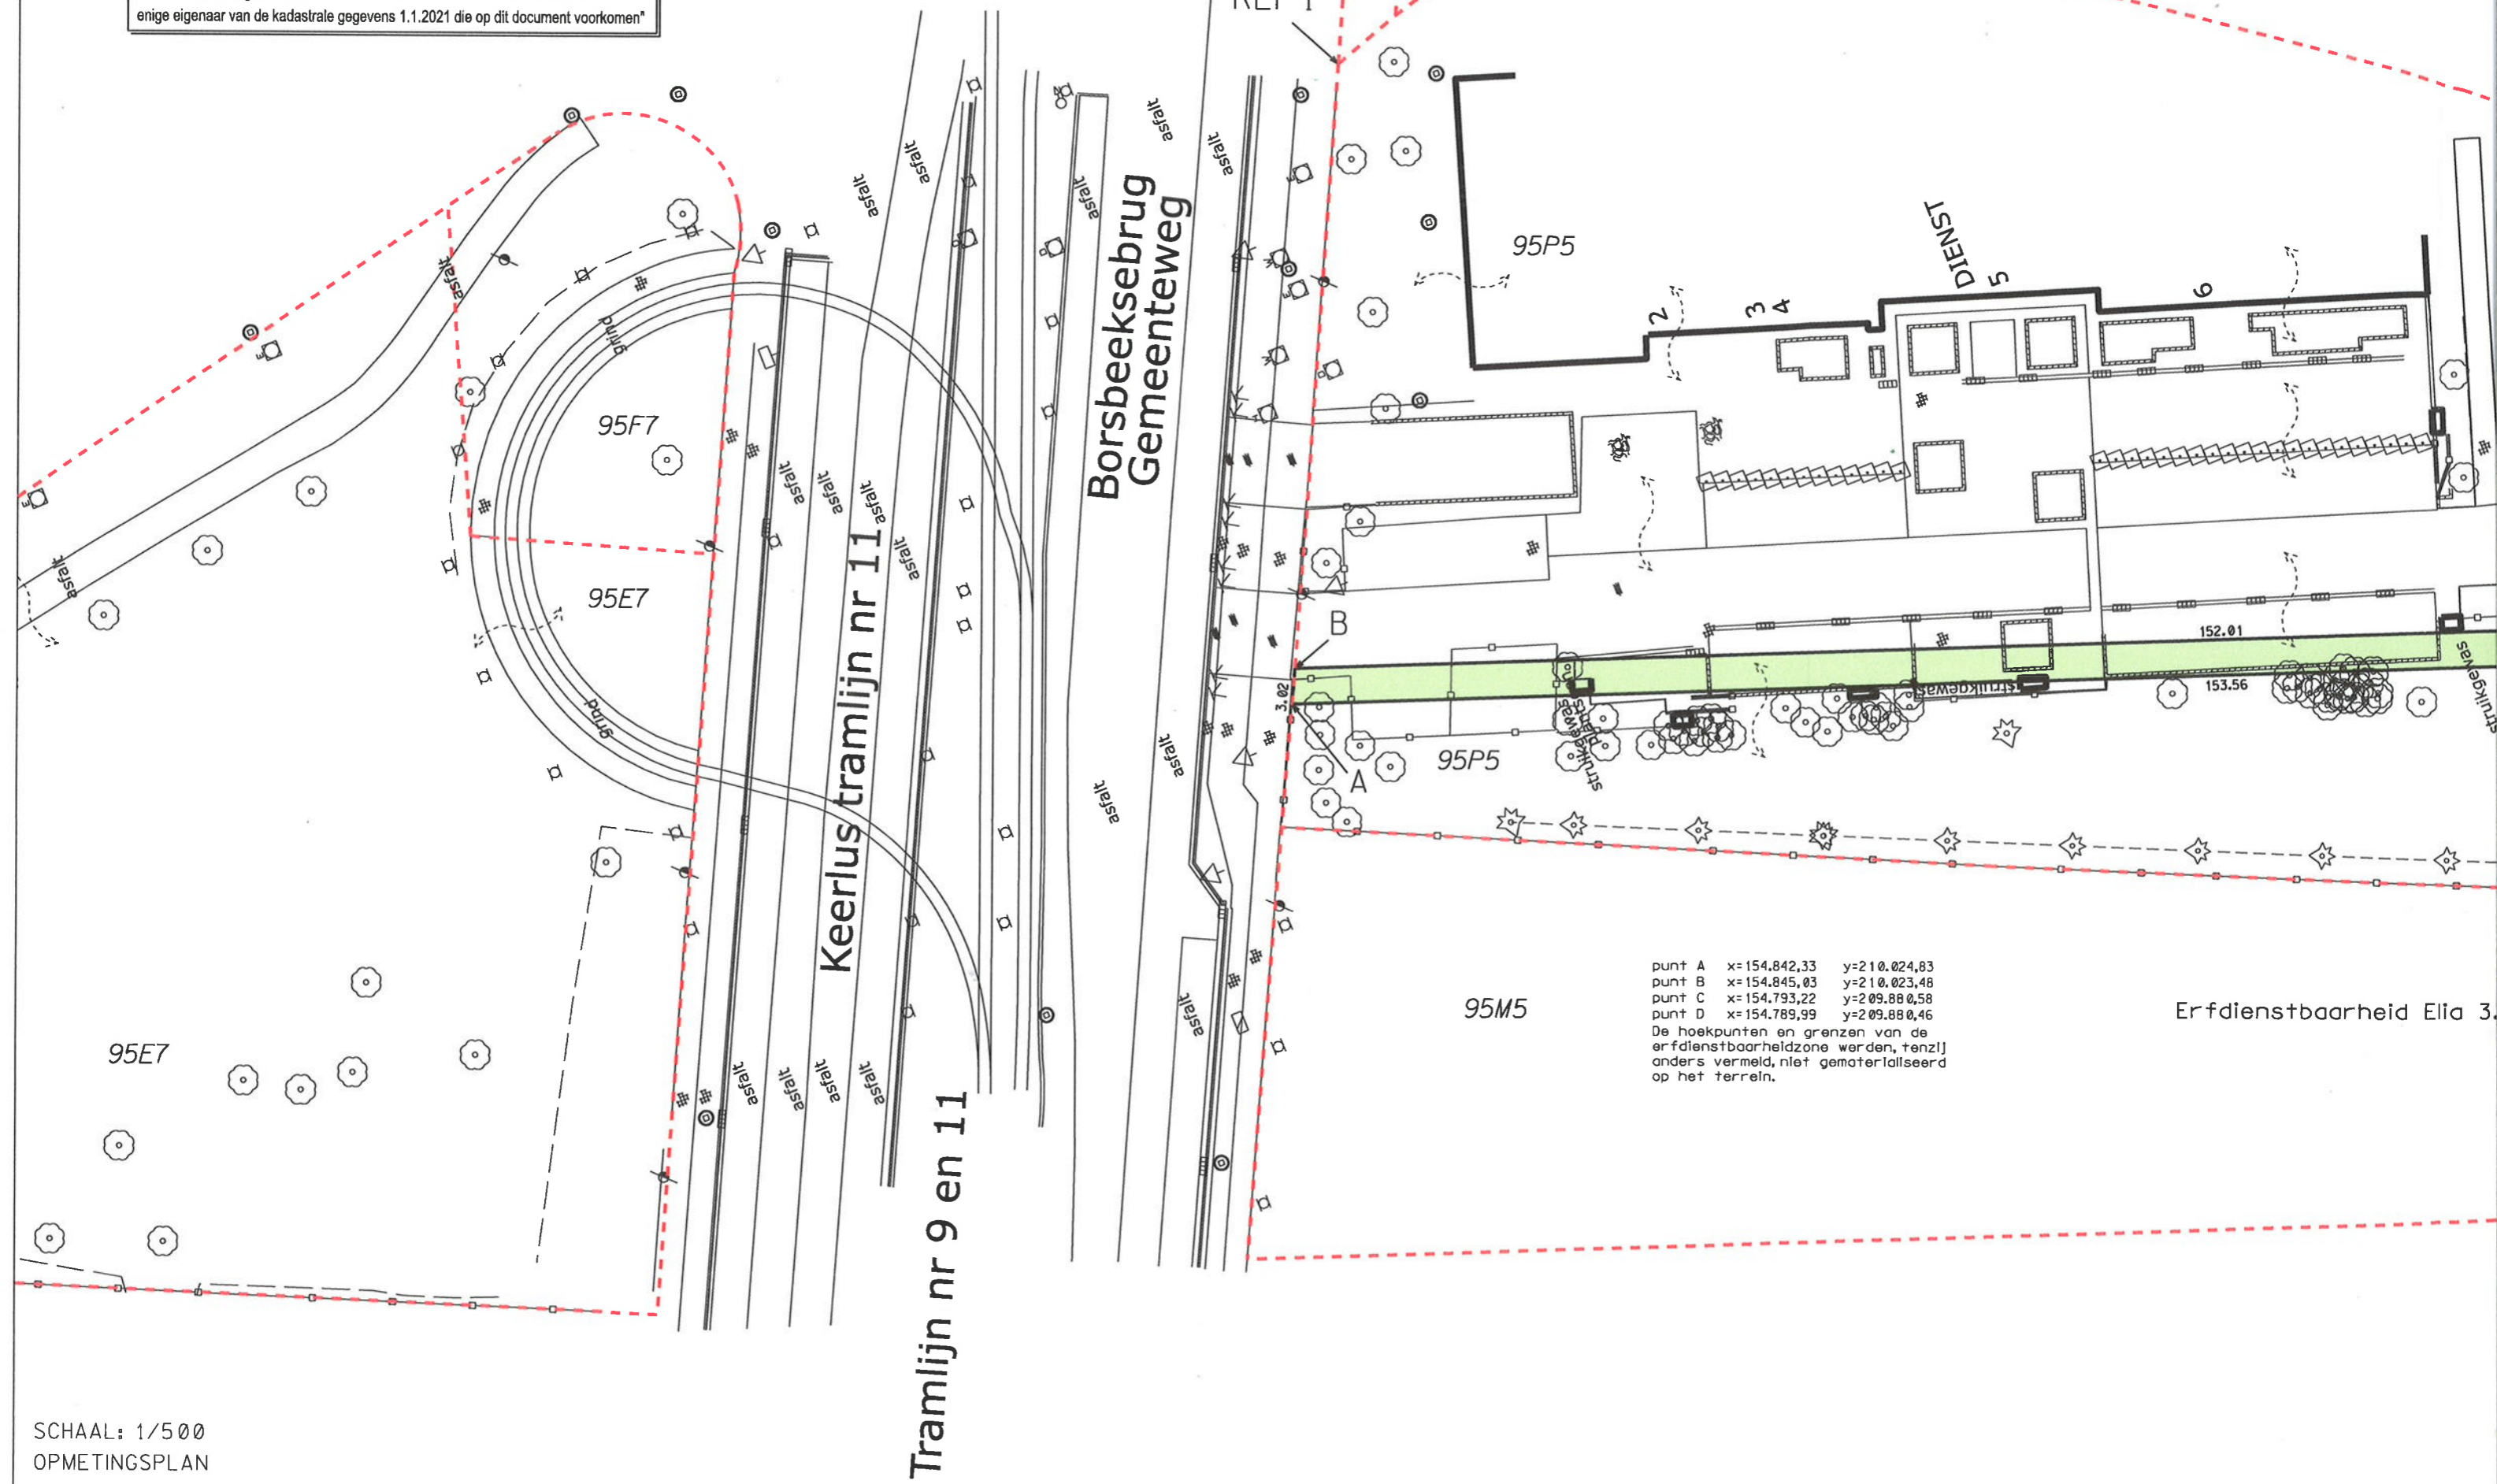 enige eigenaar van de kadastrale gegevens 1.1.2021 die op dit document voorkomen"
asfalt
asfalt
asfalt
asfalt
asfalt
Borsbeeksebrug
Gemeenteweg
95P5
DIENST
5
2
3
4
6
asfalt
grind
95F7
asfalt
asfalt
asfalt
asfalt
Keerlus tramlijn nr 11
asfalt
95E7
B
152.01
3.02
153.56
struikgewas
struikgewas
struikgewas
grind
A
95P5
asfalt
asfalt
punt A x=154.842,33 y=210.024,83
punt B x=154.845,03 y=210.023,48
punt C x=154.793,22 y=209.880,58
punt D x=154.789,99 y=209.880,46
De hoekpunten en grenzen van de
erfdienstbaarheidzone werden, tenzij
anders vermeld, niet gematerialiseerd
op het terrein.
95M5
Erfdienstbaarheid Elia 3.
asfalt
95E7
asfalt
asfalt
asfalt
asfalt
Tramlijn nr 9 en 11
SCHAAL: 1/500
OPMETINGSPLAN